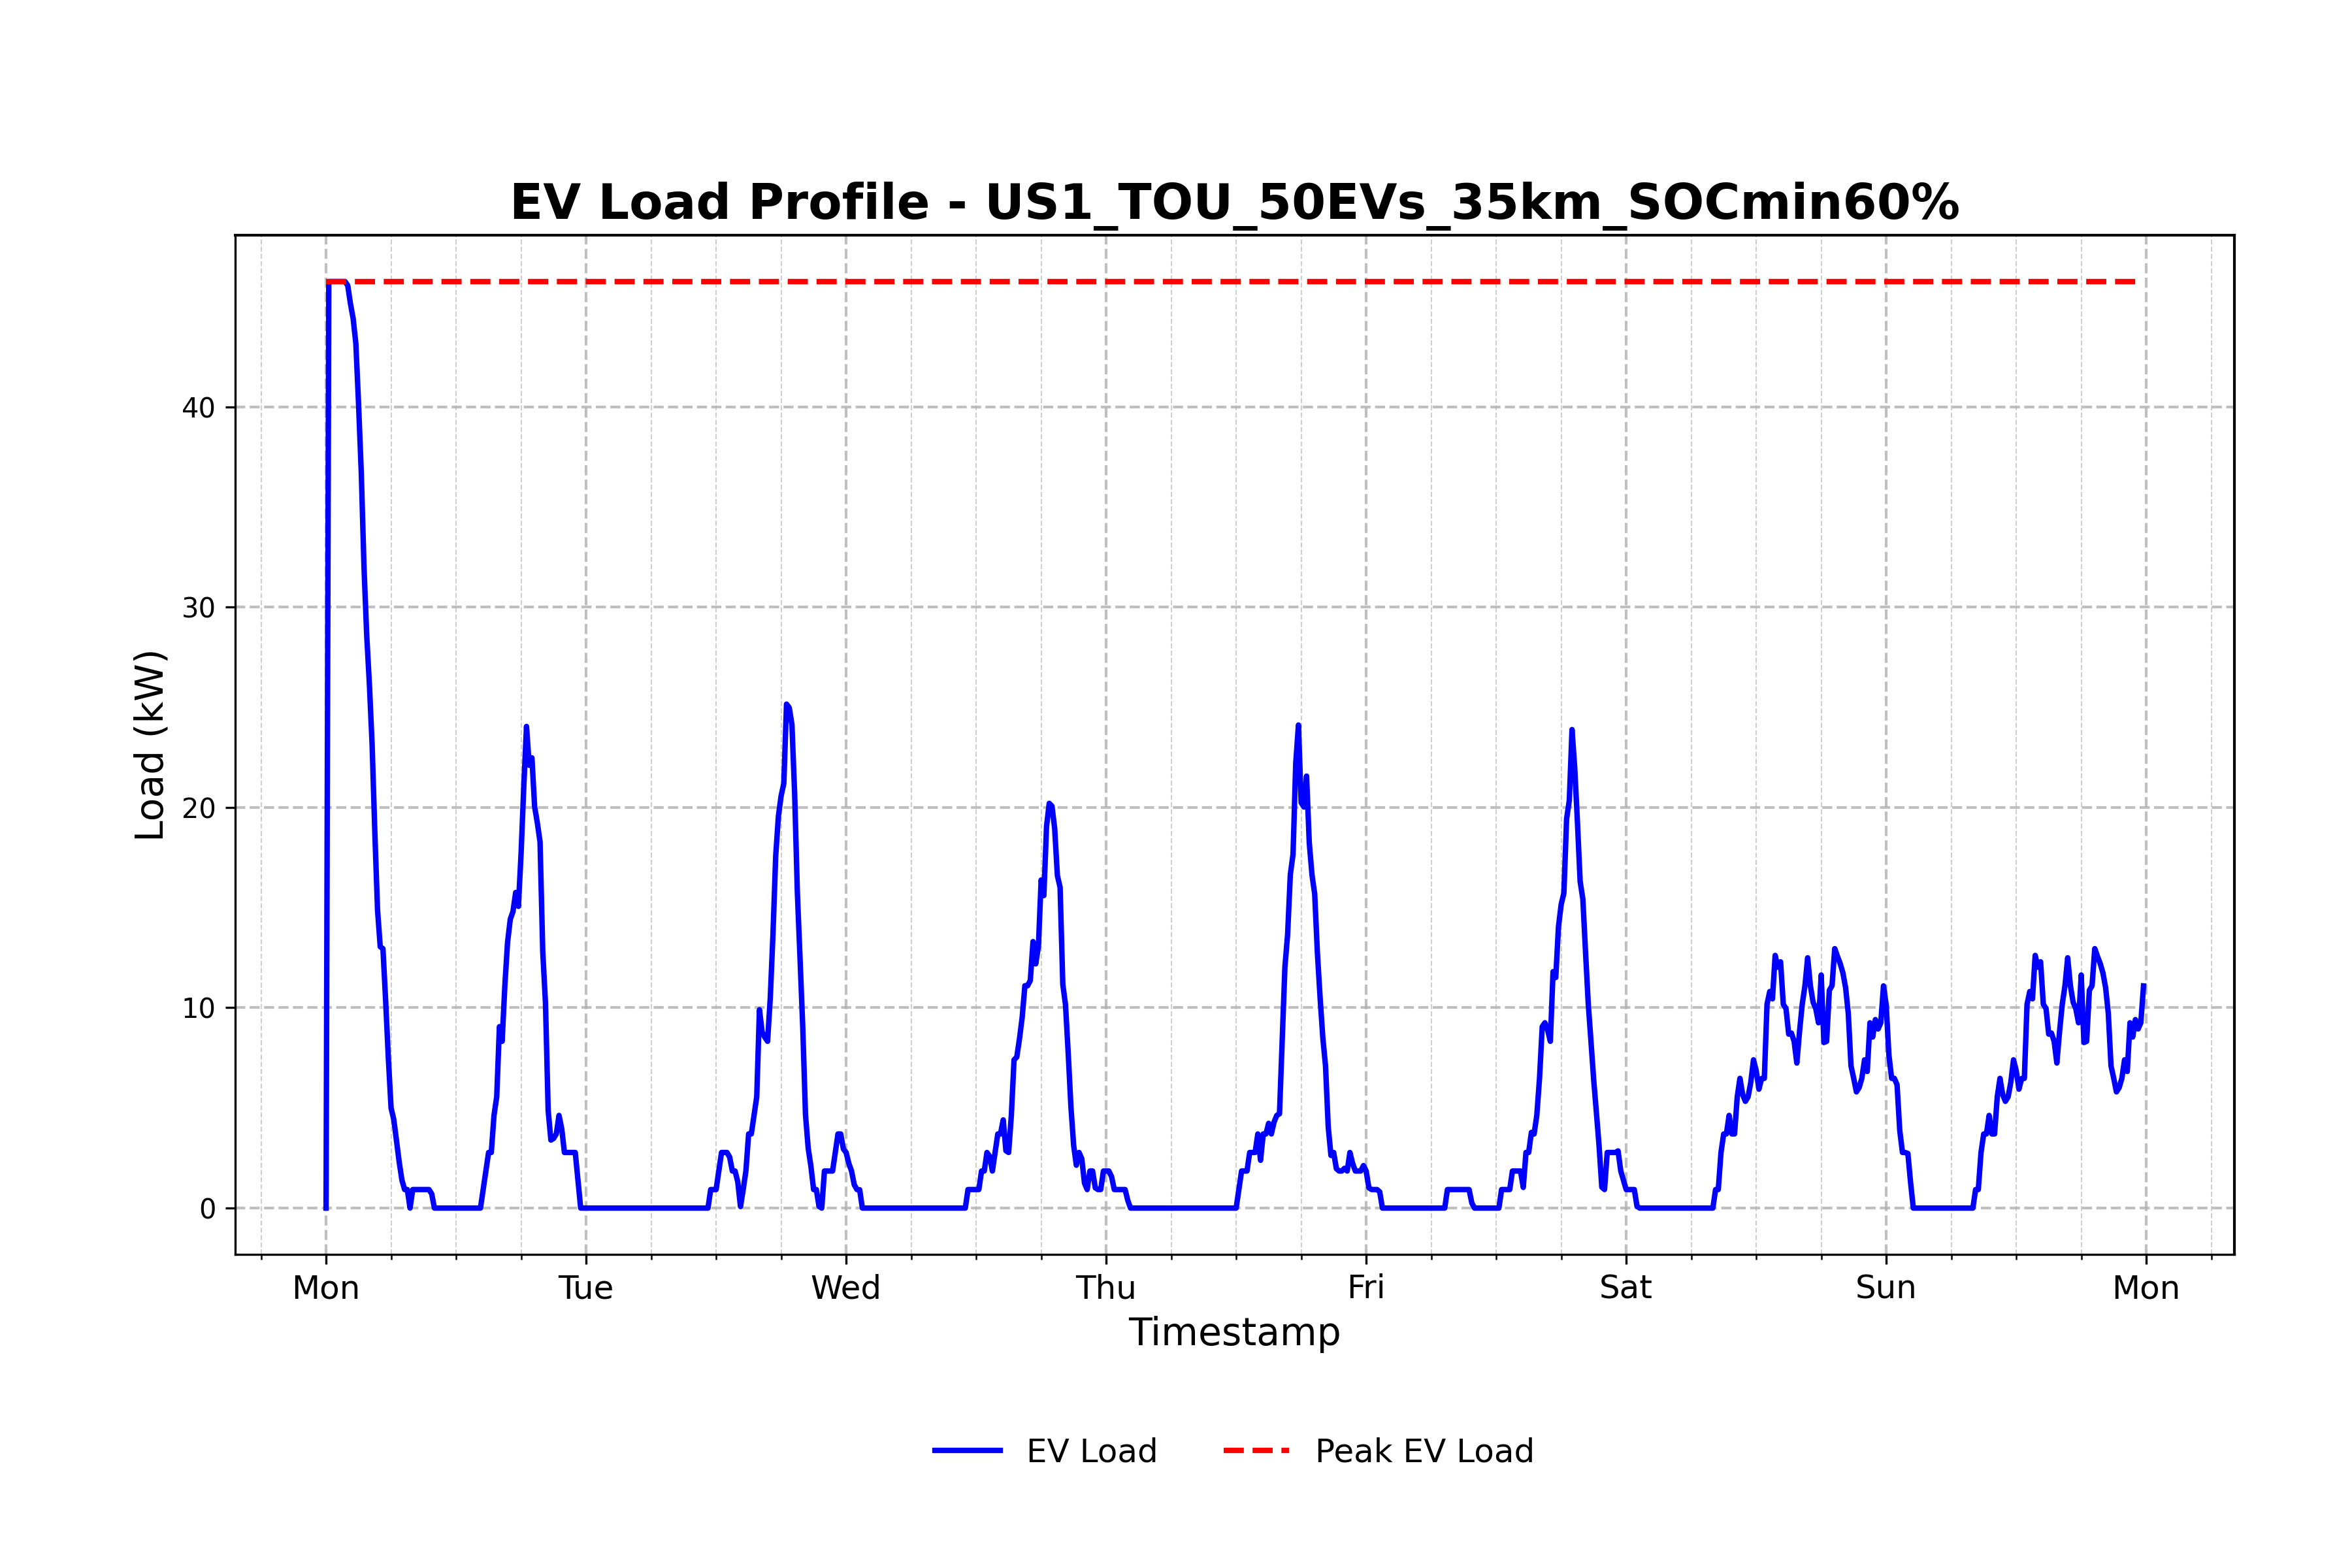 EV Load Profile - US1_TOU_50EVs_35km_SOCmin60%
Load (kW)
40
30
20
10
0
Mon Tue Wed Thu Fri Sat Sun Mon
Timestamp
EV Load Peak EV Load